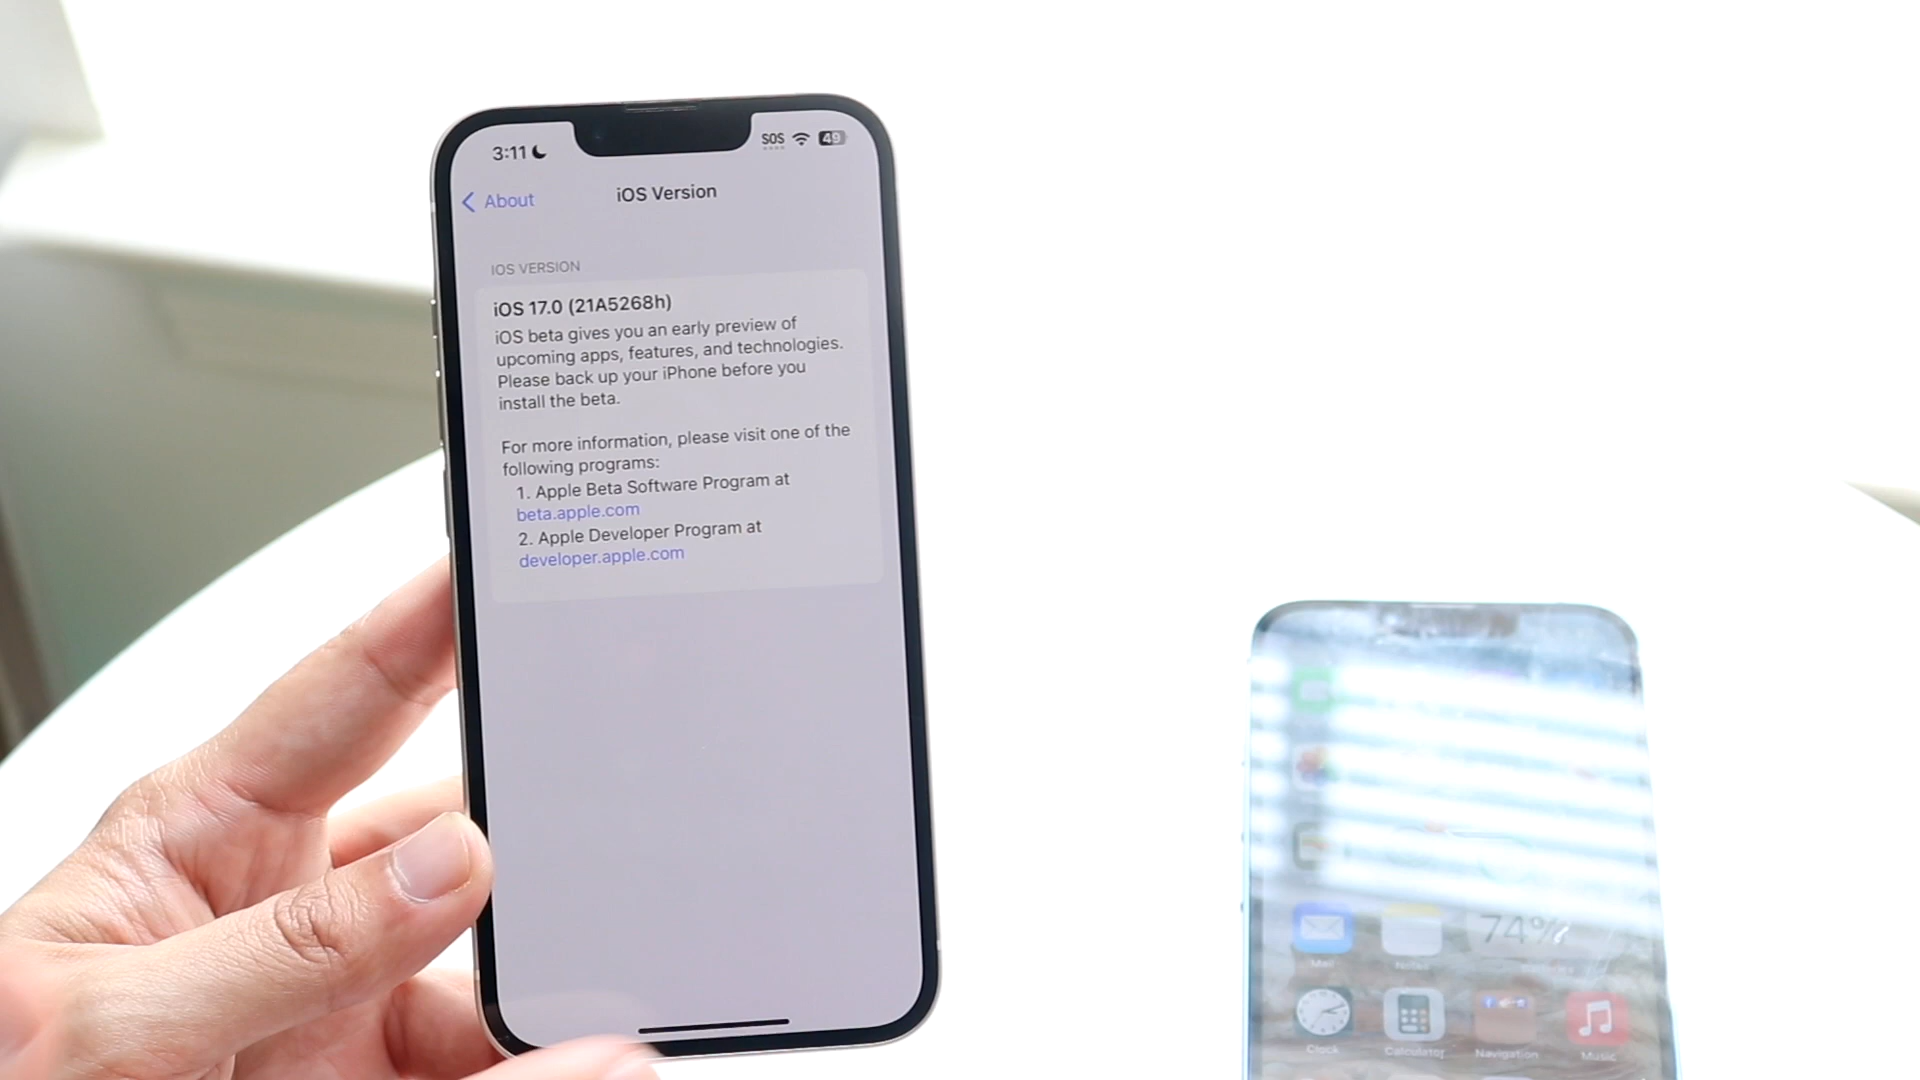 3:11
SOS
49
About
iOS Version
IOS VERSION
iOS 17.0 (21A5268h)
iOS beta gives you an early preview of
upcoming apps, features, and technologies.
Please back up your iPhone before you
install the beta.
For more information, please visit one of the
following programs:
1. Apple Beta Software Program at
beta.apple.com
2. Apple Developer Program at
developer.apple.com
74%
Mail
Notes
Batteries
Clock
Calculator
Navigation
Music